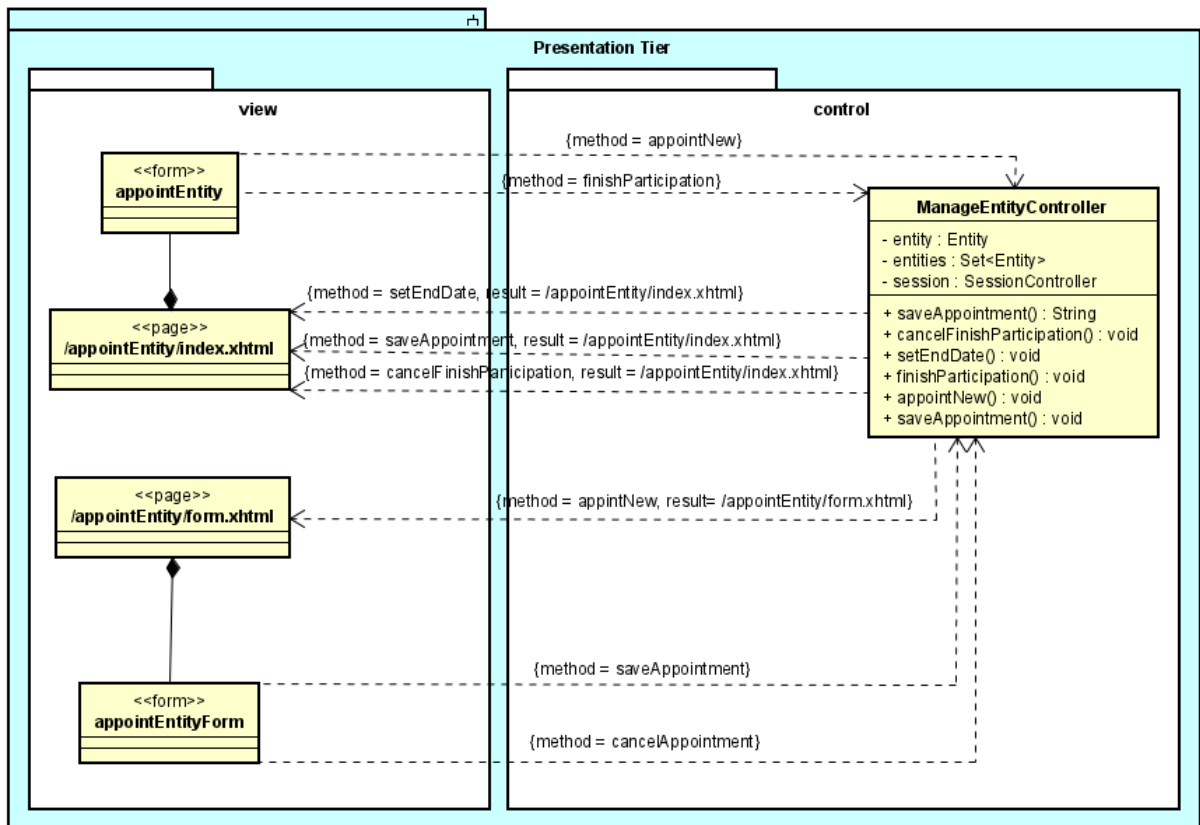 Presentation Tier
view
control
{method = appointNew}
<<form>>
appointEntity
{method = finishParticipation}
ManageEntityController
- entity : Entity
- entities : Set<Entity>
- session : SessionController
+ saveAppointment() : String
+ cancelFinishParticipation() : void
+ setEndDate() : void
+ finishParticipation() : void
+ appointNew() : void
+ saveAppointment() : void
{method = setEndDate, result = /appointEntity/index.xhtml}
<<page>>
/appointEntity/index.xhtml
{method = saveAppointment, result = /appointEntity/index.xhtml}
{method = cancelFinishParticipation, result = /appointEntity/index.xhtml}
<<page>>
/appointEntity/form.xhtml
{method = appintNew, result= /appointEntity/form.xhtml}
{method = saveAppointment}
<<form>>
appointEntityForm
{method = cancelAppointment}